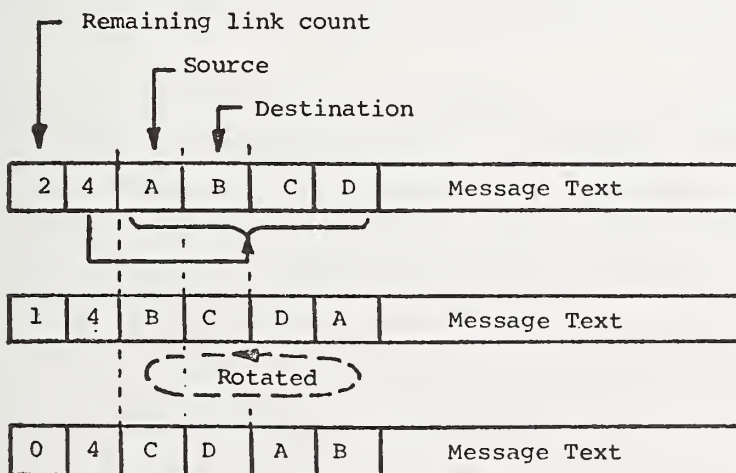 Remaining link count
Source
Destination
2 4 A B C D Message Text
1 4 B C D A Message Text
Rotated
0 4 C D A B Message Text